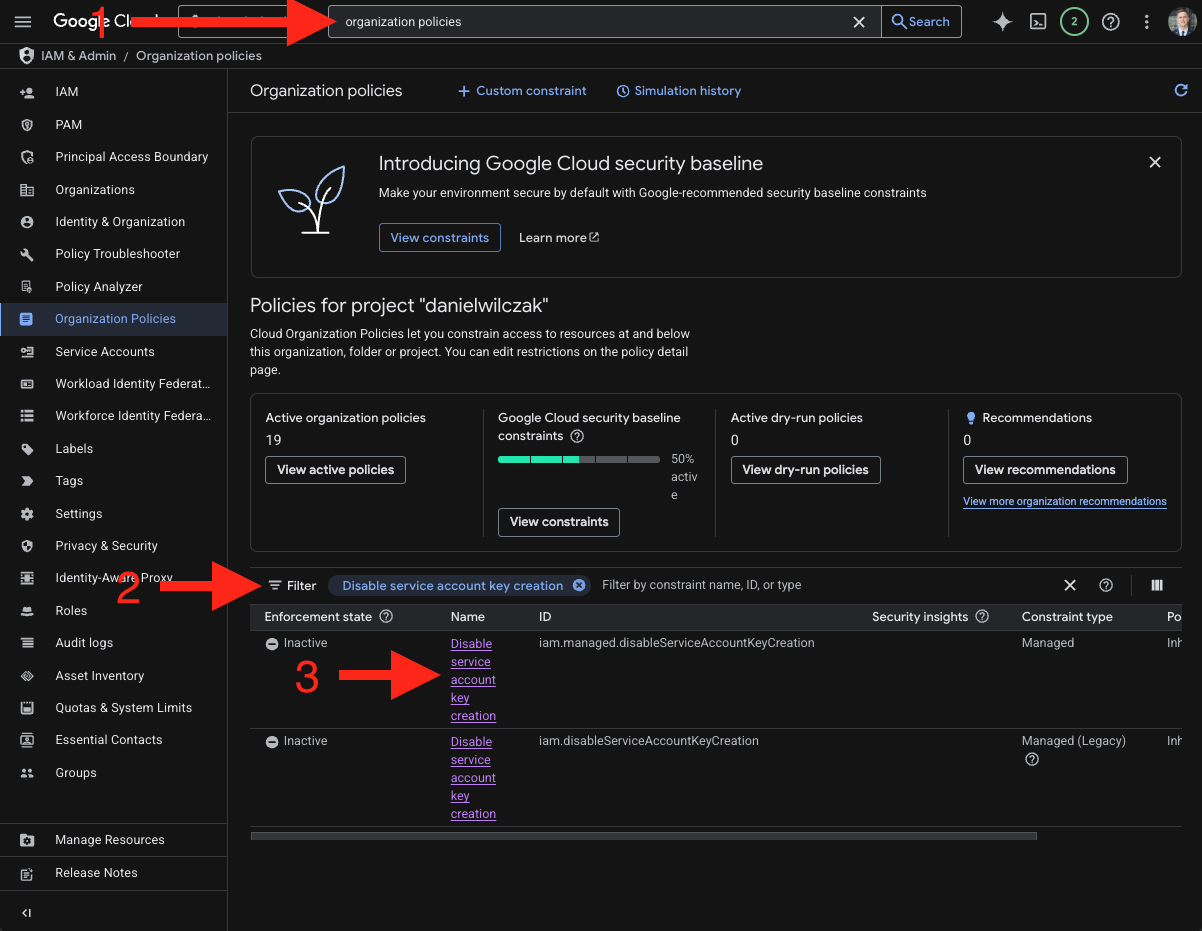 1
Google Cloud
organization policies
Search
2
IAM & Admin / Organization policies
IAM
PAM
Principal Access Boundary
Organizations
Identity & Organization
Policy Troubleshooter
Policy Analyzer
Organization Policies
Service Accounts
Workload Identity Federat...
Workforce Identity Federa...
Labels
Tags
Settings
Privacy & Security
Identity-Aware Proxy
Roles
Audit logs
Asset Inventory
Quotas & System Limits
Essential Contacts
Groups
Manage Resources
Release Notes
Organization policies
Custom constraint
Simulation history
Introducing Google Cloud security baseline
Make your environment secure by default with Google-recommended security baseline constraints
View constraints
Learn more
Policies for project "danielwilczak"
Cloud Organization Policies let you constrain access to resources at and below
this organization, folder or project. You can edit restrictions on the policy detail
page.
Active organization policies
19
View active policies
Google Cloud security baseline
constraints
50%
activ
e
View constraints
Active dry-run policies
0
View dry-run policies
Recommendations
0
View recommendations
View more organization recommendations
2
Filter
Disable service account key creation
Filter by constraint name, ID, or type
Enforcement state
Name
ID
Security insights
Constraint type
Po
Inactive
3
Disable
service
account
key
creation
iam.managed.disableServiceAccountKeyCreation
Managed
Inh
Inactive
Disable
service
account
key
creation
iam.disableServiceAccountKeyCreation
Managed (Legacy)
Inh